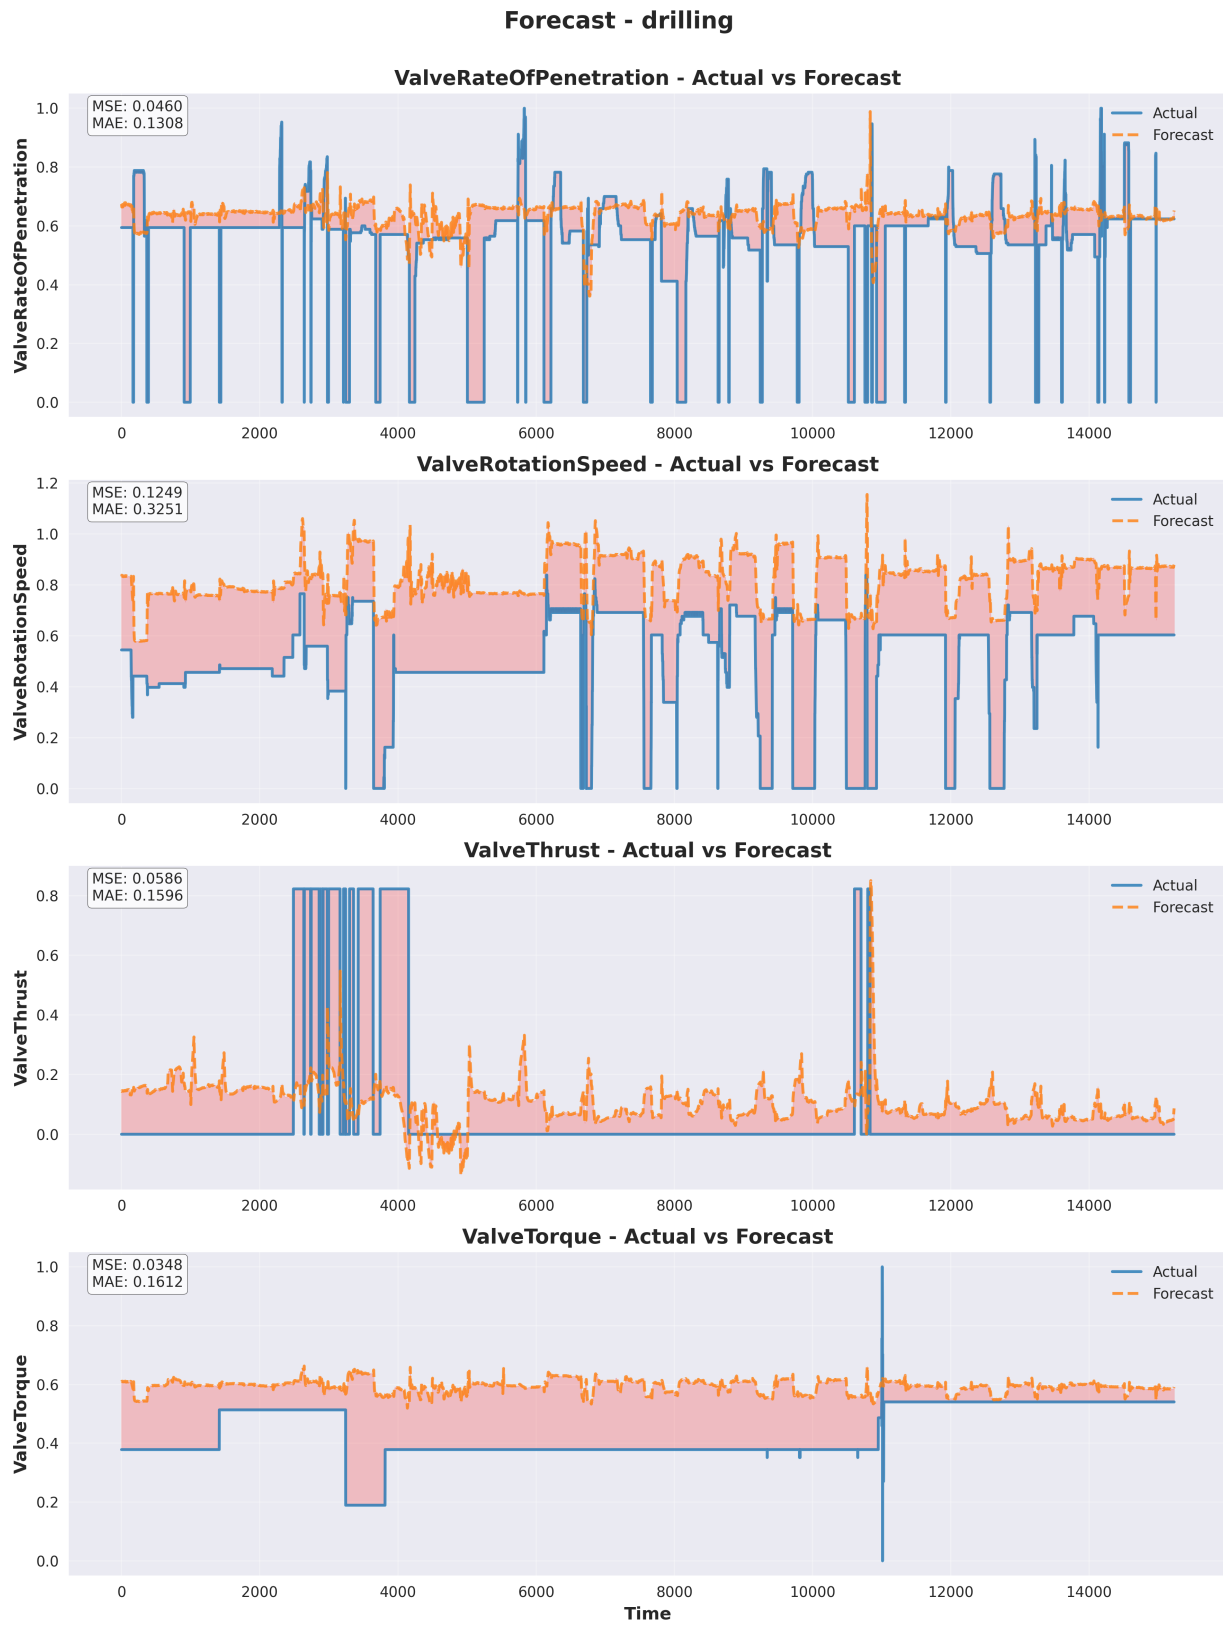 Forecast - drilling
ValveRateOfPenetration - Actual vs Forecast
MSE: 0.0460
MAE: 0.1308
Actual
Forecast
ValveRateOfPenetration
1.0
0.8
0.6
0.4
0.2
0.0
0 2000 4000 6000 8000 10000 12000 14000
ValveRotationSpeed - Actual vs Forecast
MSE: 0.1249
MAE: 0.3251
Actual
Forecast
ValveRotationSpeed
1.2
1.0
0.8
0.6
0.4
0.2
0.0
0 2000 4000 6000 8000 10000 12000 14000
ValveThrust - Actual vs Forecast
MSE: 0.0586
MAE: 0.1596
Actual
Forecast
ValveThrust
0.8
0.6
0.4
0.2
0.0
0 2000 4000 6000 8000 10000 12000 14000
ValveTorque - Actual vs Forecast
MSE: 0.0348
MAE: 0.1612
Actual
Forecast
ValveTorque
1.0
0.8
0.6
0.4
0.2
0.0
0 2000 4000 6000 8000 10000 12000 14000
Time